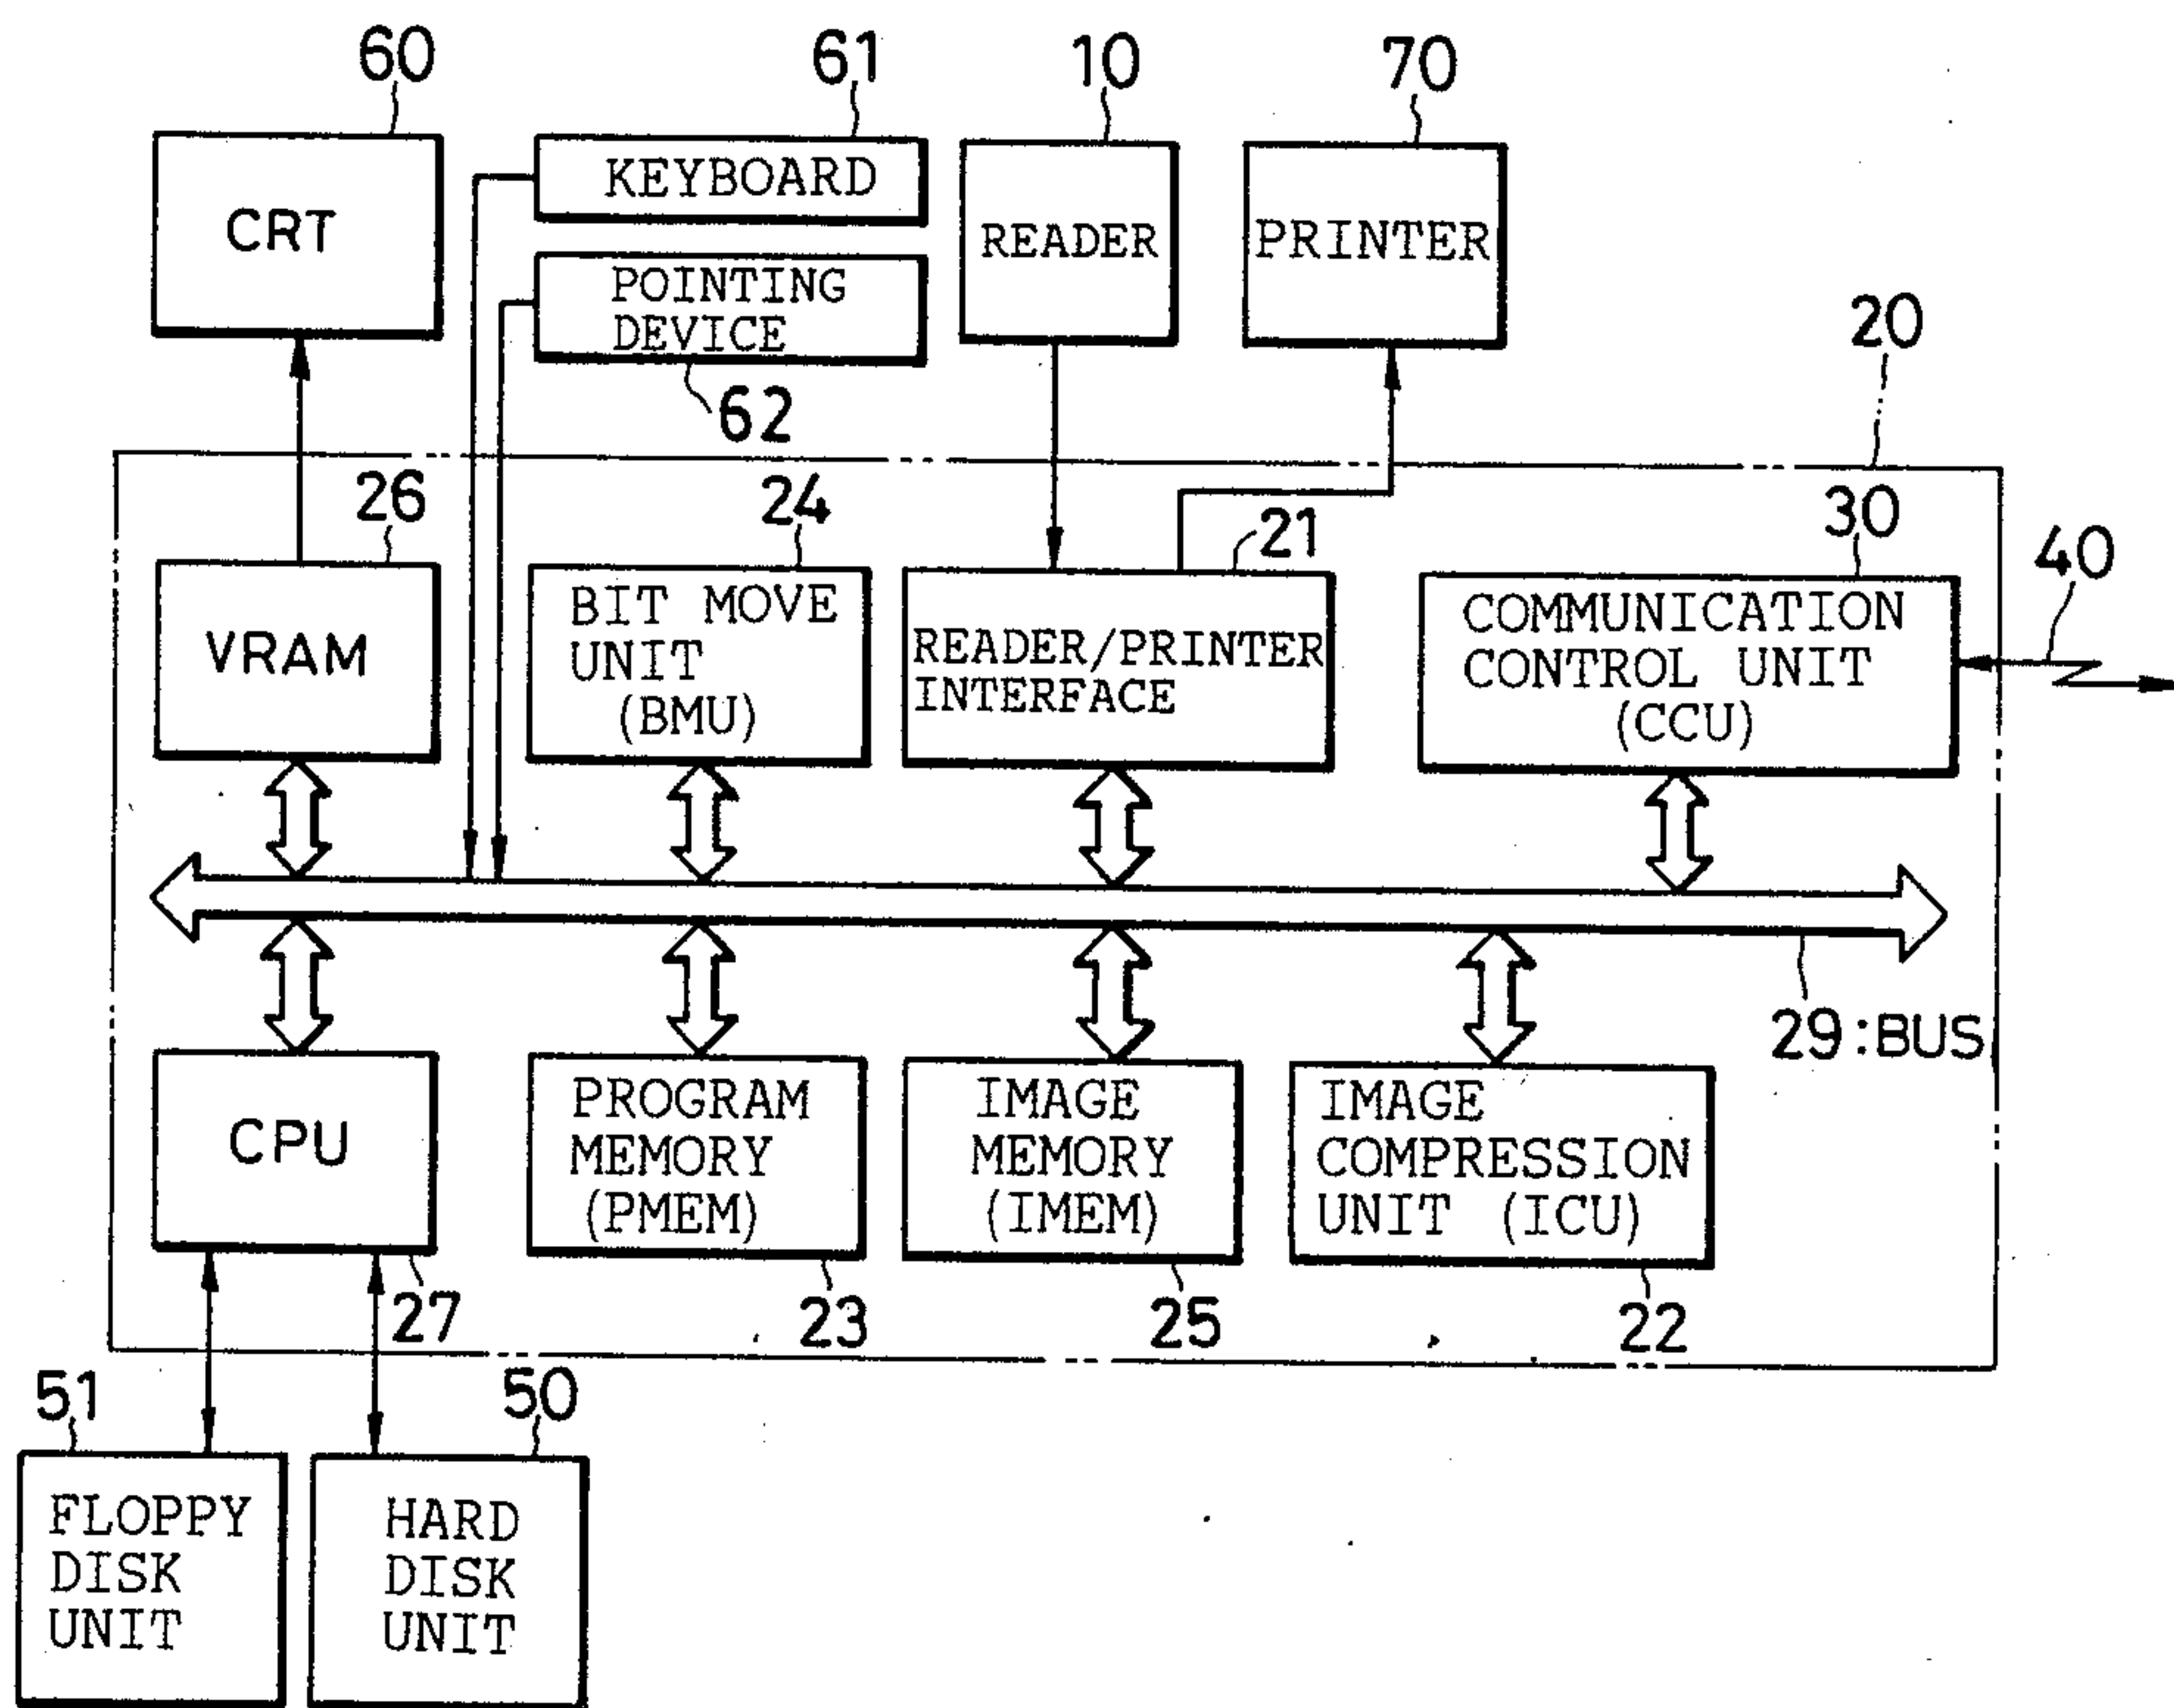 60
61
10
70
CRT
KEYBOARD
POINTING
DEVICE
62
READER
PRINTER
20
26
24
21
30
40
VRAM
BIT MOVE
UNIT
(BMU)
READER/PRINTER
INTERFACE
COMMUNICATION
CONTROL UNIT
(CCU)
29:BUS
CPU
PROGRAM
MEMORY
(PMEM)
IMAGE
MEMORY
(IMEM)
IMAGE
COMPRESSION
UNIT (ICU)
27
23
25
22
51
50
FLOPPY
DISK
UNIT
HARD
DISK
UNIT